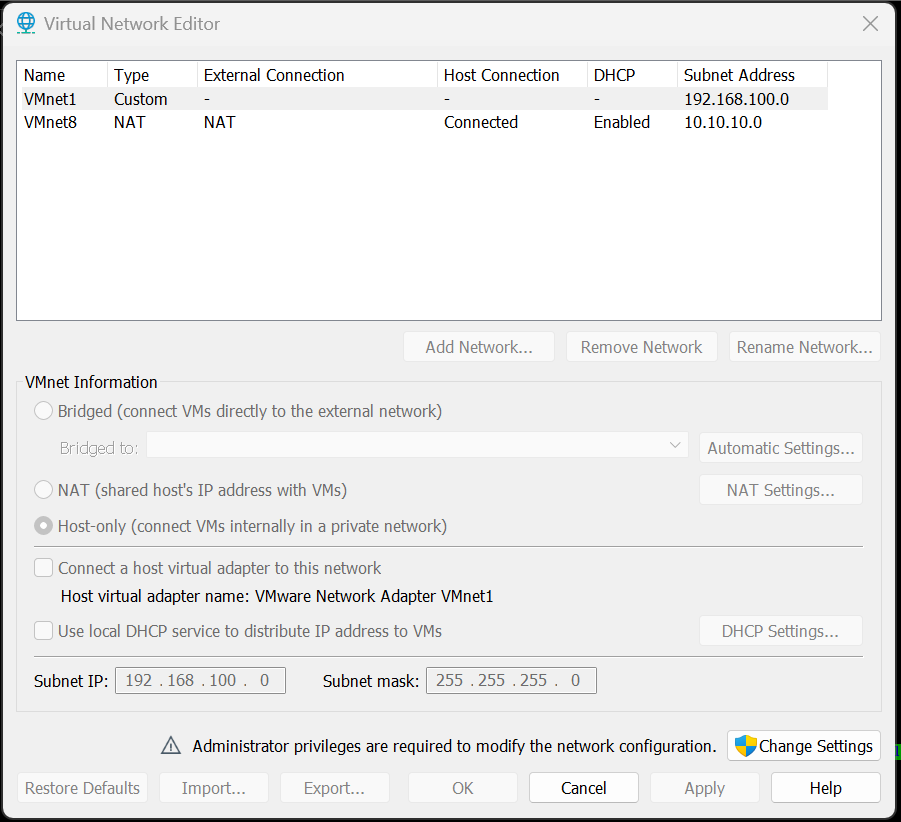 Virtual Network Editor
Name Type External Connection Host Connection DHCP Subnet Address
VMnet1 Custom - - - 192.168.100.0
VMnet8 NAT NAT Connected Enabled 10.10.10.0
Add Network... Remove Network Rename Network...
VMnet Information
Bridged (connect VMs directly to the external network)
Bridged to: Automatic Settings...
NAT (shared host's IP address with VMs) NAT Settings...
Host-only (connect VMs internally in a private network)
Connect a host virtual adapter to this network
Host virtual adapter name: VMware Network Adapter VMnet1
Use local DHCP service to distribute IP address to VMs DHCP Settings...
Subnet IP: 192 . 168 . 100 . 0 Subnet mask: 255 . 255 . 255 . 0
Administrator privileges are required to modify the network configuration. Change Settings
Restore Defaults Import... Export... OK Cancel Apply Help